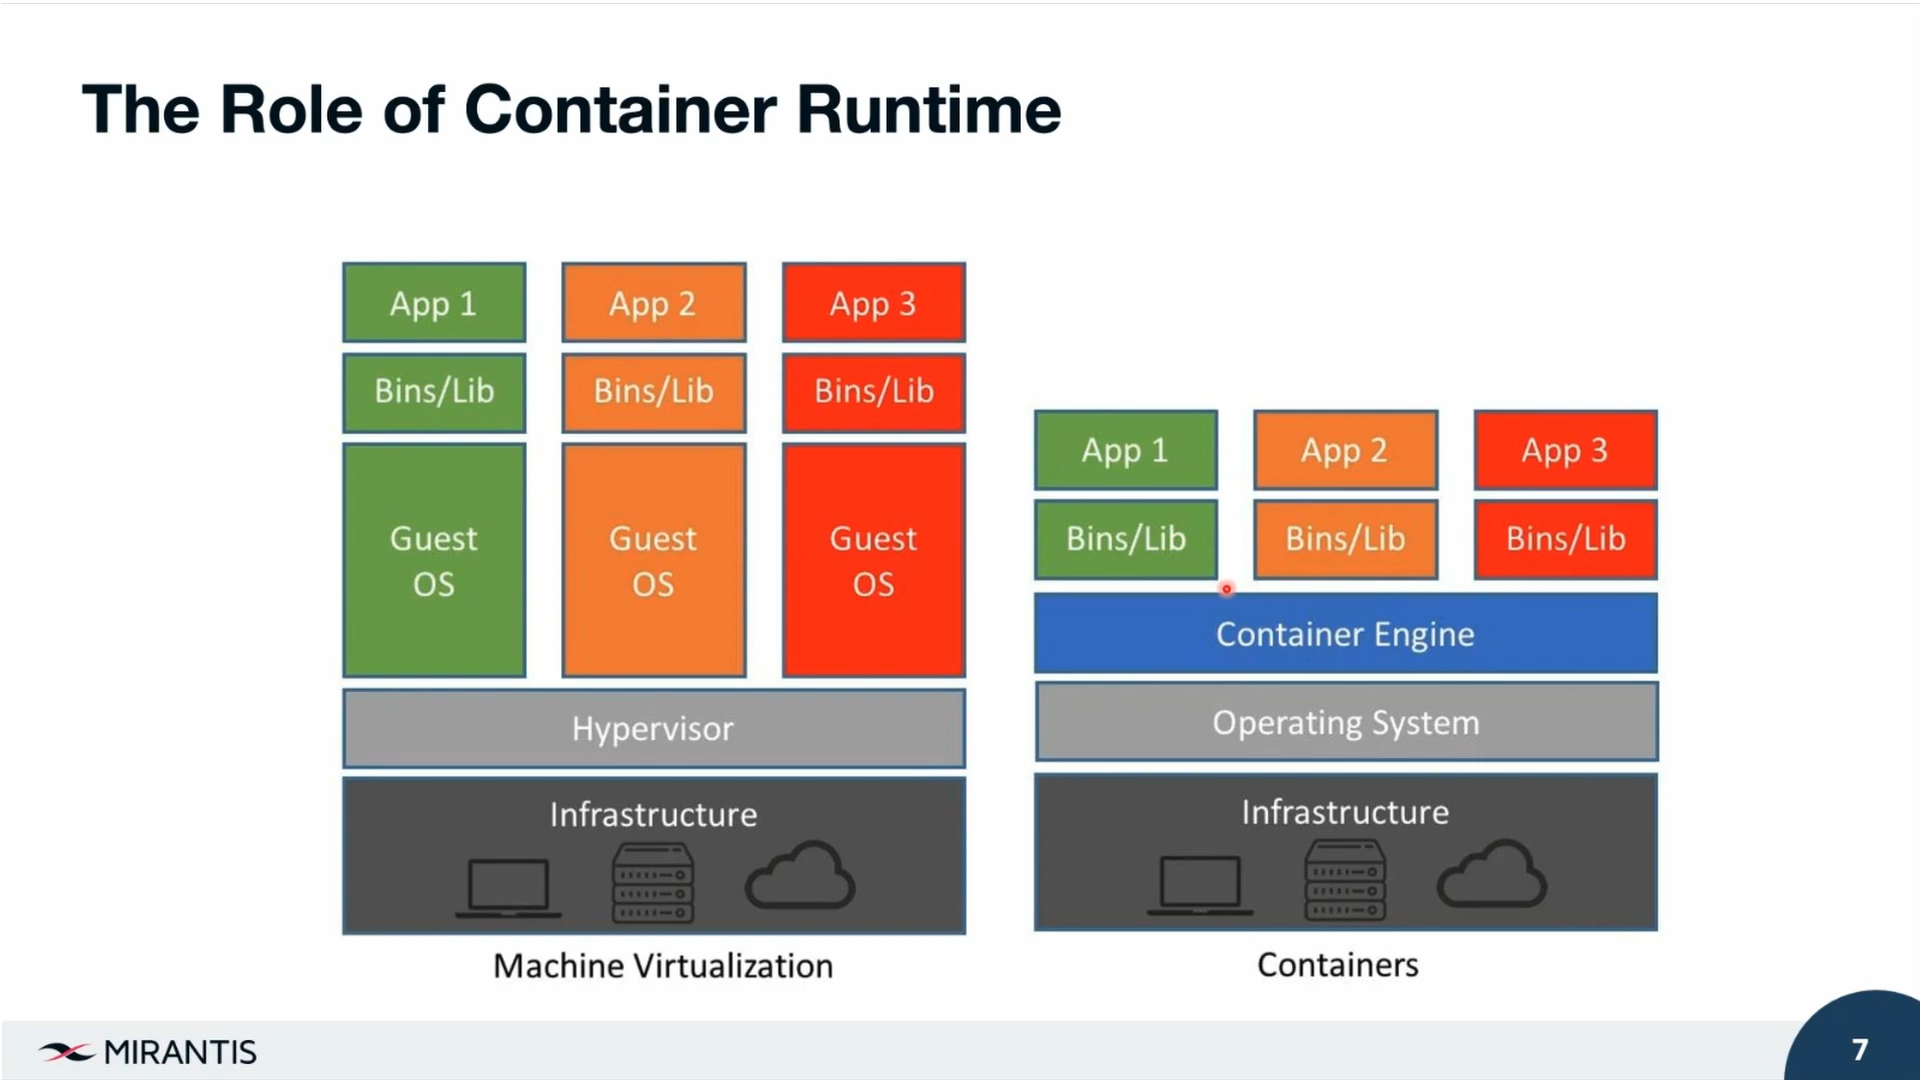 The Role of Container Runtime
App 1
App 2
App 3
Bins/Lib
Bins/Lib
Bins/Lib
Guest
OS
Guest
OS
Guest
OS
Hypervisor
Infrastructure
Machine Virtualization
App 1
App 2
App 3
Bins/Lib
Bins/Lib
Bins/Lib
Container Engine
Operating System
Infrastructure
Containers
MIRANTIS
7